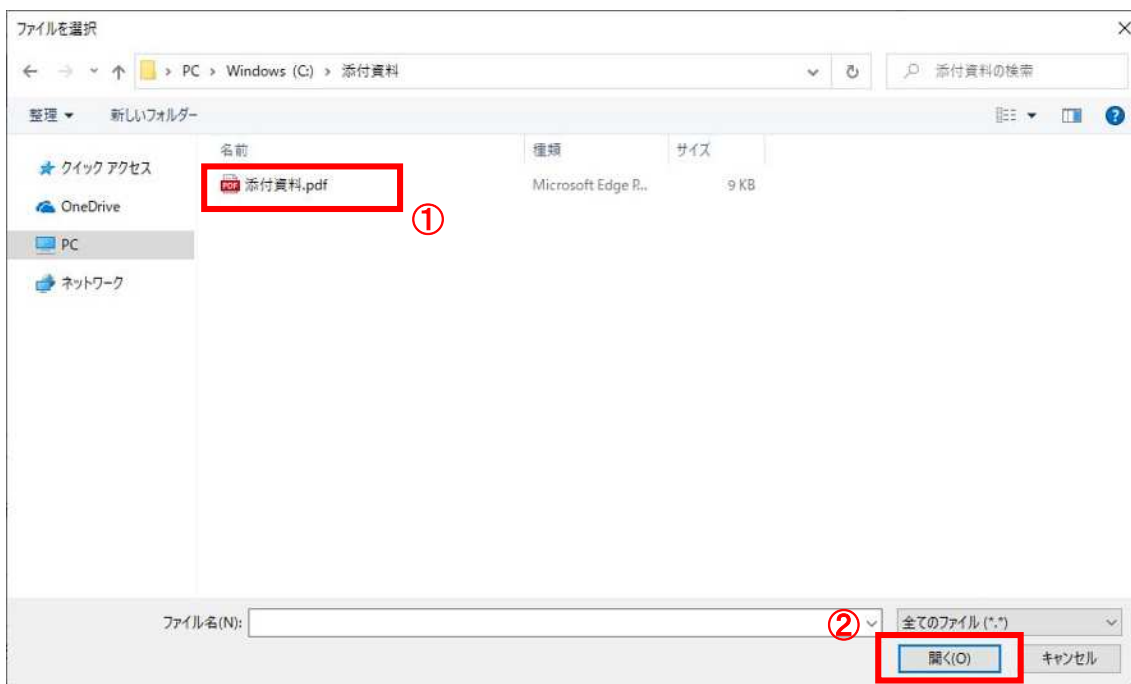 ファイルを選択
PC › Windows (C:) › 添付資料
添付資料の検索
整理 新しいフォルダー
名前 種類 サイズ
クイック アクセス
PDF 添付資料.pdf Microsoft Edge P... 9 KB
①
OneDrive
PC
ネットワーク
ファイル名(N): ② 全てのファイル (*.*)
開く(O) キャンセル